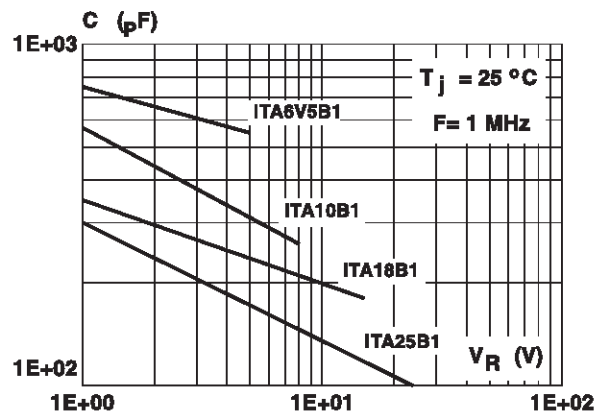 C (pF)
1E+03
Tj = 25 °C
ITA6V5B1
F= 1 MHz
ITA10B1
ITA18B1
ITA25B1
VR (V)
1E+02
1E+00 1E+01 1E+02